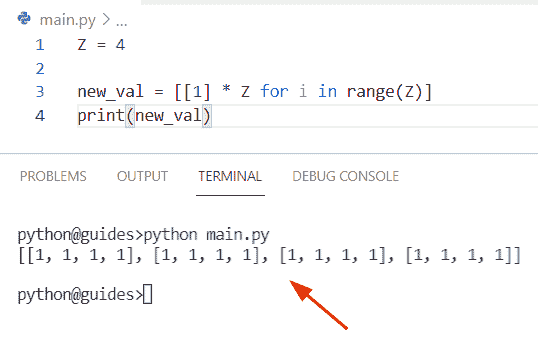 main.py > ...
1 Z = 4
2
3 new_val = [[1] * Z for i in range(Z)]
4 print(new_val)
PROBLEMS OUTPUT TERMINAL DEBUG CONSOLE
python@guides>python main.py
[[1, 1, 1, 1], [1, 1, 1, 1], [1, 1, 1, 1], [1, 1, 1, 1]]
python@guides>